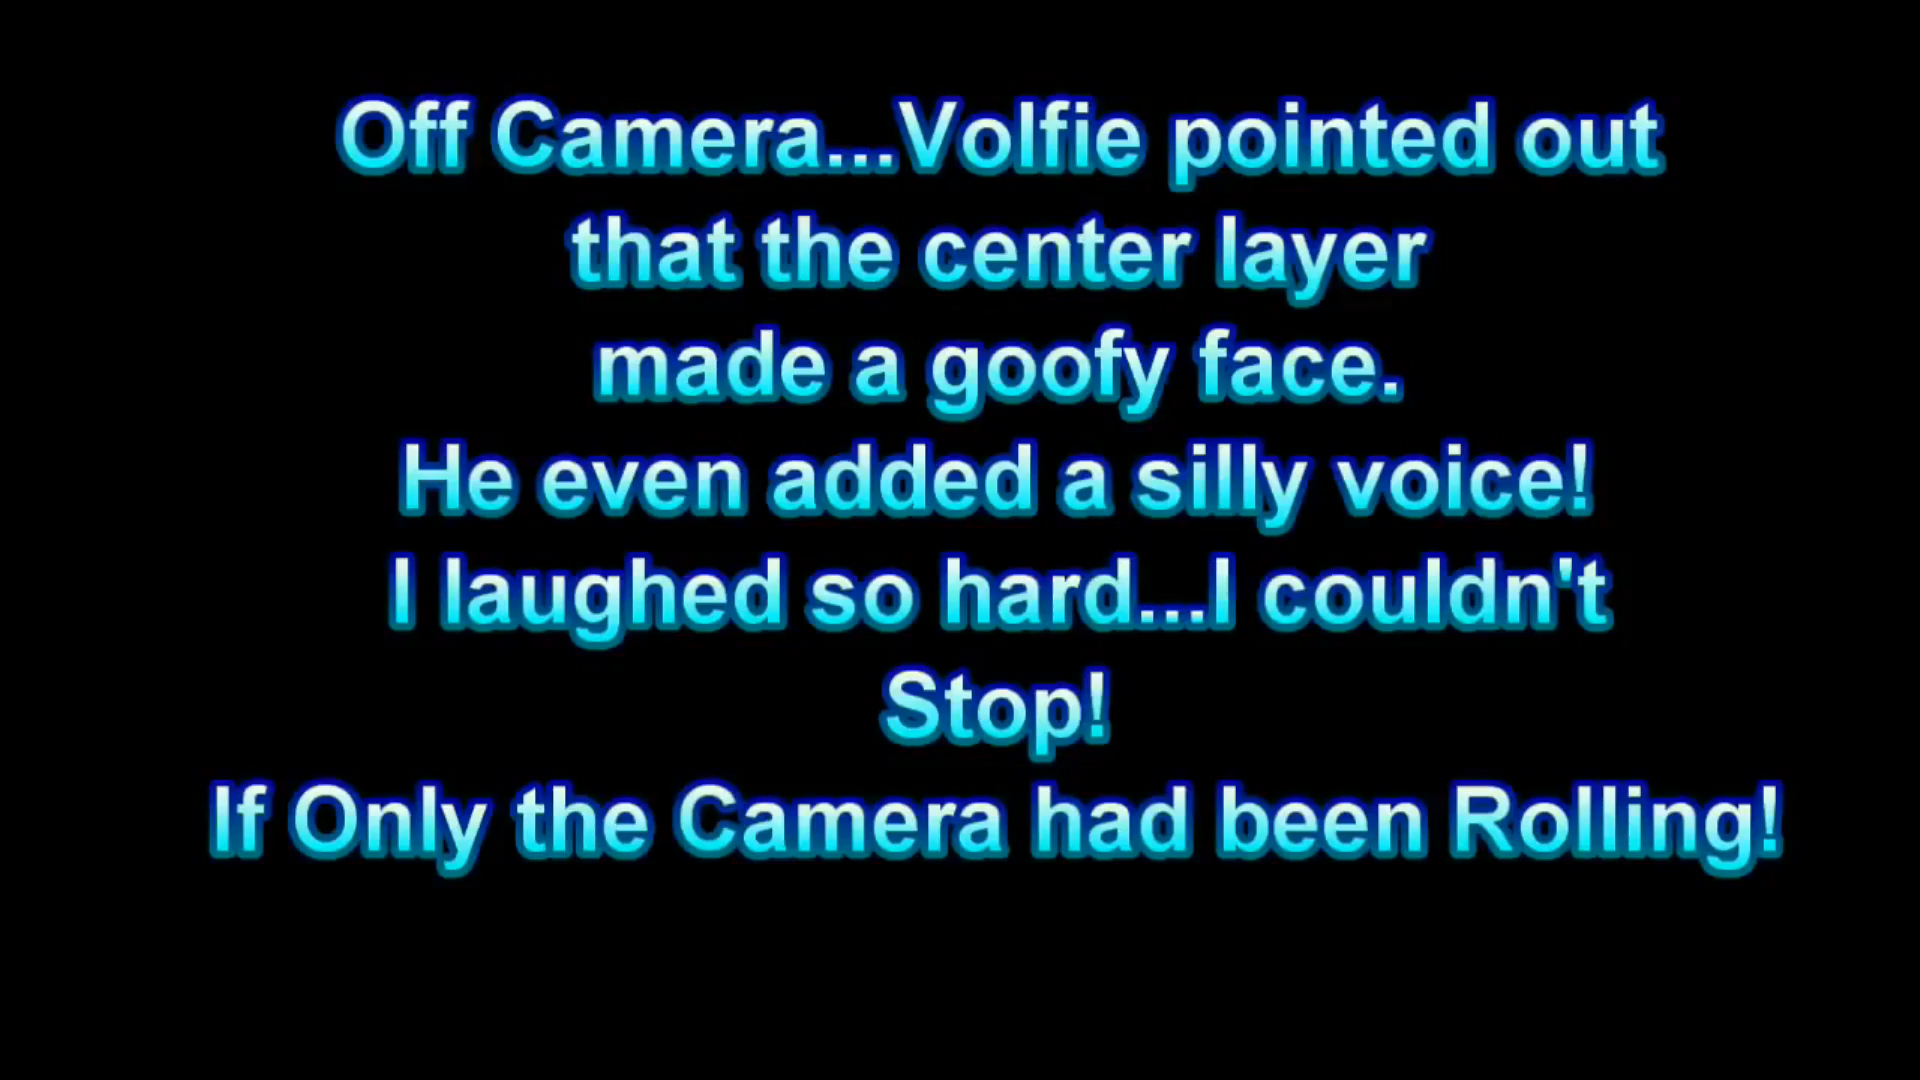 Off Camera...Volfie pointed out
that the center layer
made a goofy face.
He even added a silly voice!
I laughed so hard...I couldn't
Stop!
If Only the Camera had been Rolling!